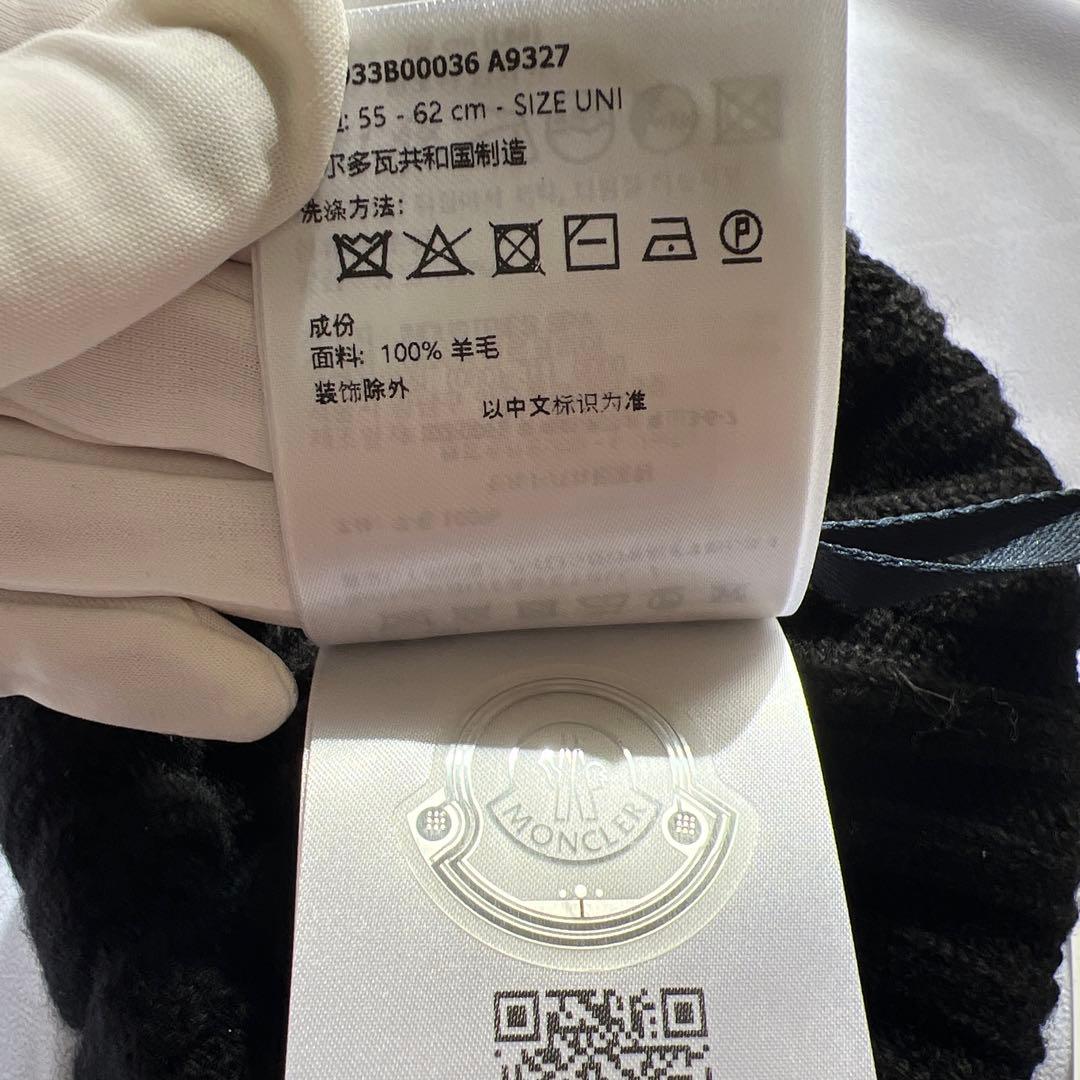 933B00036 A9327
: 55 - 62 cm - SIZE UNI
尔多瓦共和国制造
洗涤方法:
P
成份
面料: 100% 羊毛
装饰除外
以中文标识为准
MONCLER